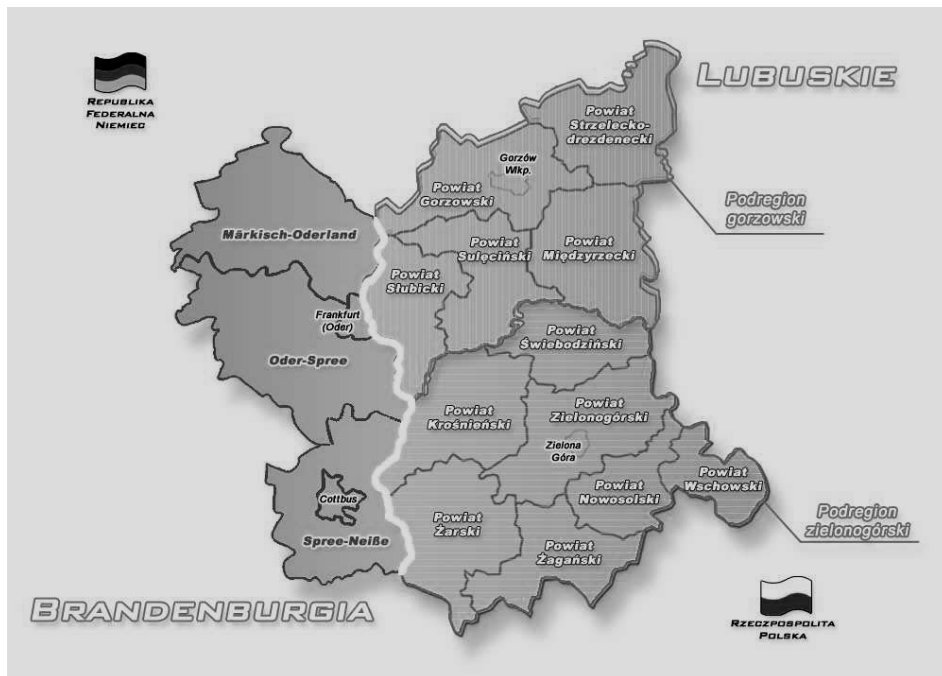 REPUBLIKA
FEDERALNA
NIEMIEC
LUBUSKIE
Powiat
Strzelecko-
drezdenecki
Gorzów
Wlkp.
Powiat
Gorzowski
Podregion
gorzowski
Märkisch-Oderland
Powiat
Sulęciński
Powiat
Międzyrzecki
Powiat
Słubicki
Frankfurt
(Oder)
Powiat
Świebodziński
Oder-Spree
Powiat
Krośnieński
Powiat
Zielonogórski
Zielona
Góra
Powiat
Wschowski
Powiat
Nowosolski
Cottbus
Podregion
zielonogórski
Powiat
Żarski
Spree-Neiße
Powiat
Żagański
BRANDENBURGIA
RZECZPOSPOLITA
POLSKA